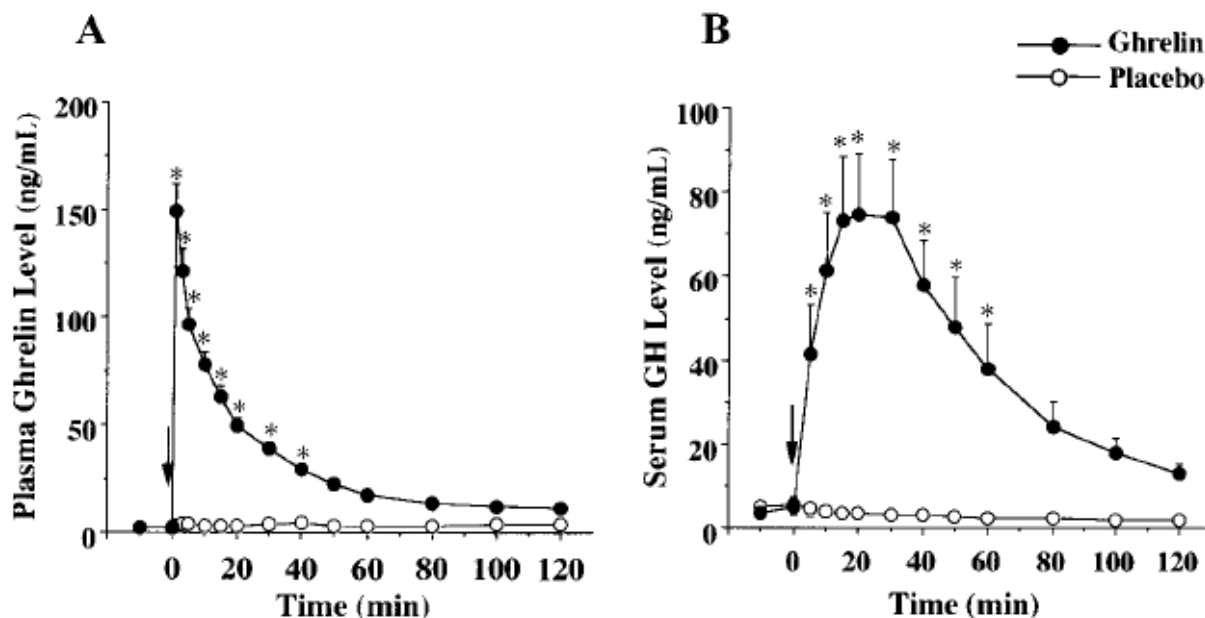 A
B
Ghrelin
Placebo
Plasma Ghrelin Level (ng/mL)
200
150
100
50
0
* * * * * * * *
0 20 40 60 80 100 120
Time (min)
Serum GH Level (ng/mL)
100
80
60
40
20
0
* * * * * * * *
0 20 40 60 80 100 120
Time (min)